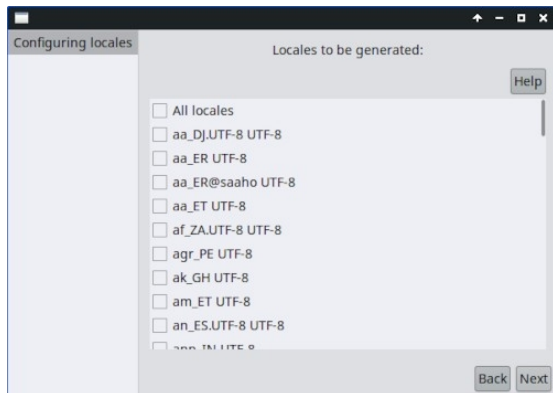 Configuring locales
Locales to be generated:
Help
All locales
aa_DJ.UTF-8 UTF-8
aa_ER UTF-8
aa_ER@saaho UTF-8
aa_ET UTF-8
af_ZA.UTF-8 UTF-8
agr_PE UTF-8
ak_GH UTF-8
am_ET UTF-8
an_ES.UTF-8 UTF-8
Back Next